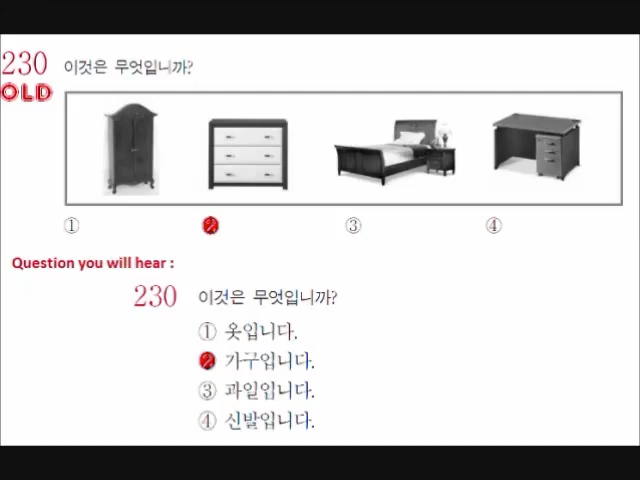 230 이것은 무엇입니까?
OLD
① ② ③ ④
Question you will hear :
230 이것은 무엇입니까?
① 옷입니다.
② 가구입니다.
③ 과일입니다.
④ 신발입니다.